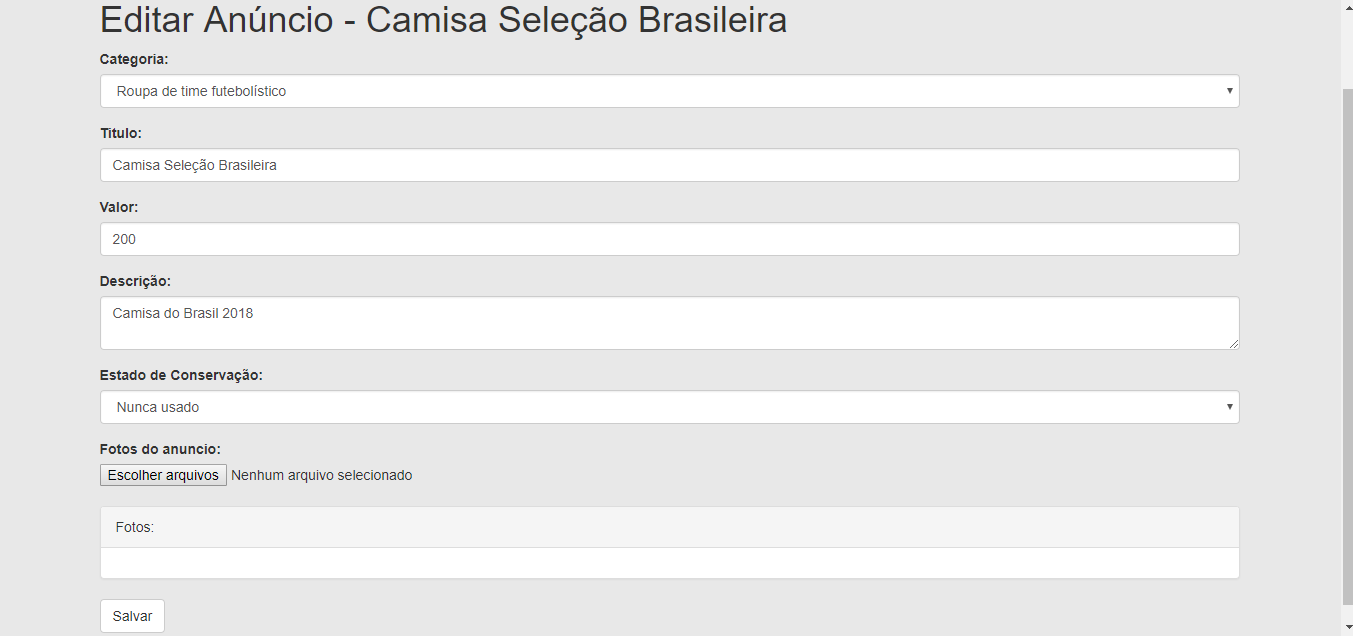 Editar Anúncio - Camisa Seleção Brasileira
Categoria:
Roupa de time futebolístico
Titulo:
Camisa Seleção Brasileira
Valor:
200
Descrição:
Camisa do Brasil 2018
Estado de Conservação:
Nunca usado
Fotos do anuncio:
Escolher arquivos Nenhum arquivo selecionado
Fotos:
Salvar